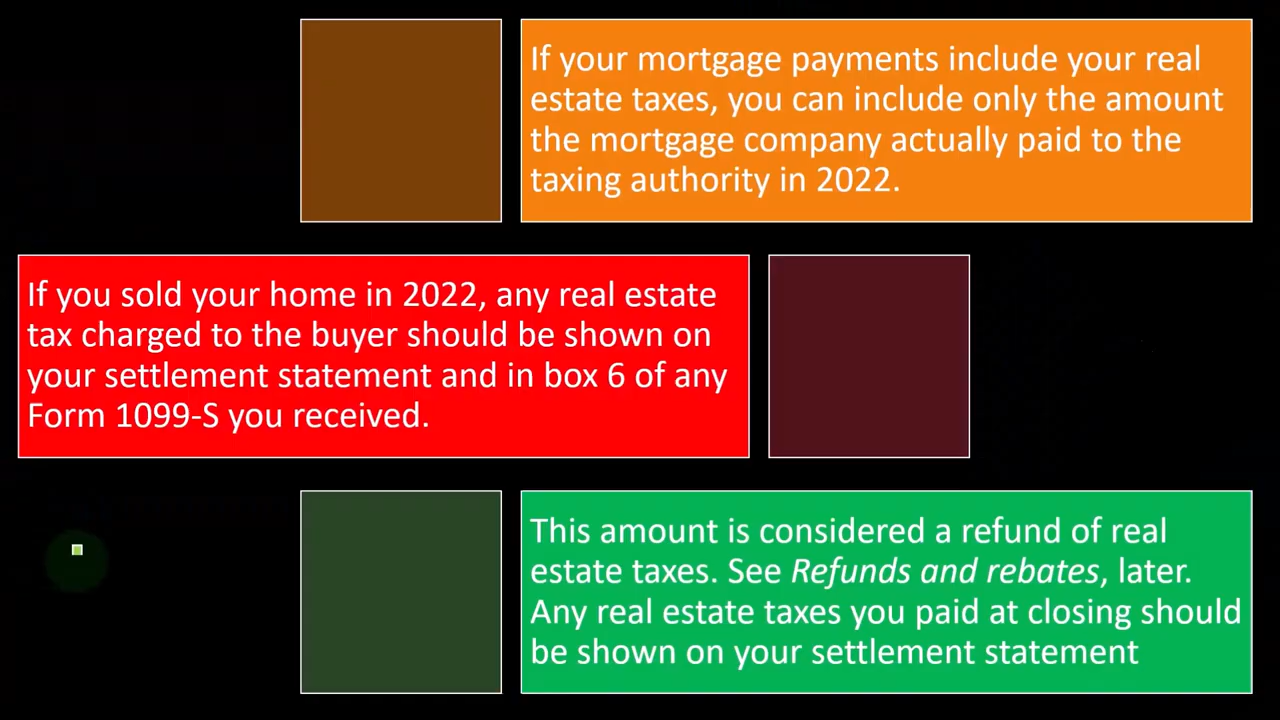 If your mortgage payments include your real
estate taxes, you can include only the amount
the mortgage company actually paid to the
taxing authority in 2022.
If you sold your home in 2022, any real estate
tax charged to the buyer should be shown on
your settlement statement and in box 6 of any
Form 1099-S you received.
This amount is considered a refund of real
estate taxes. See Refunds and rebates, later.
Any real estate taxes you paid at closing should
be shown on your settlement statement